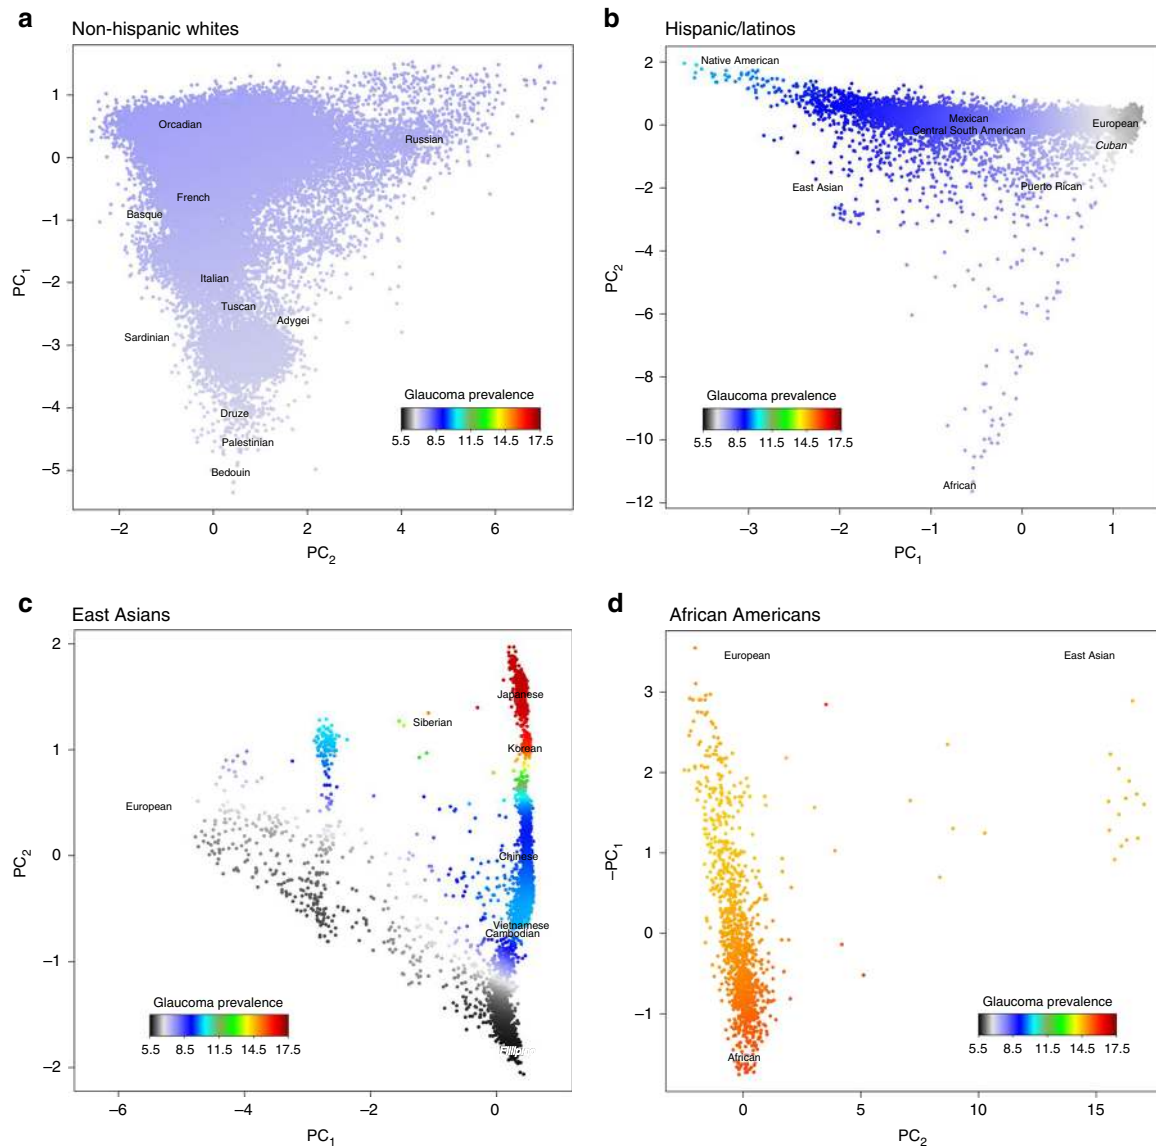 a
Non-hispanic whites
1
0
−1
−2
−3
−4
−5
PC1
−2
0
2
4
6
PC2
Orcadian
Russian
French
Basque
Italian
Tuscan
Adygei
Sardinian
Druze
Palestinian
Bedouin
Glaucoma prevalence
5.5 8.5 11.5 14.5 17.5
b
Hispanic/latinos
2
0
−2
−4
−6
−8
−10
−12
PC2
−3
−2
−1
0
1
PC1
Native American
Mexican
Central South American
European
Cuban
East Asian
Puerto Rican
African
Glaucoma prevalence
5.5 8.5 11.5 14.5 17.5
c
East Asians
2
1
0
−1
−2
PC2
−6
−4
−2
0
PC1
Japanese
Siberian
Korean
European
Chinese
Vietnamese
Cambodian
Filipino
Glaucoma prevalence
5.5 8.5 11.5 14.5 17.5
d
African Americans
3
2
1
0
−1
−PC1
0
5
10
15
PC2
European
East Asian
African
Glaucoma prevalence
5.5 8.5 11.5 14.5 17.5